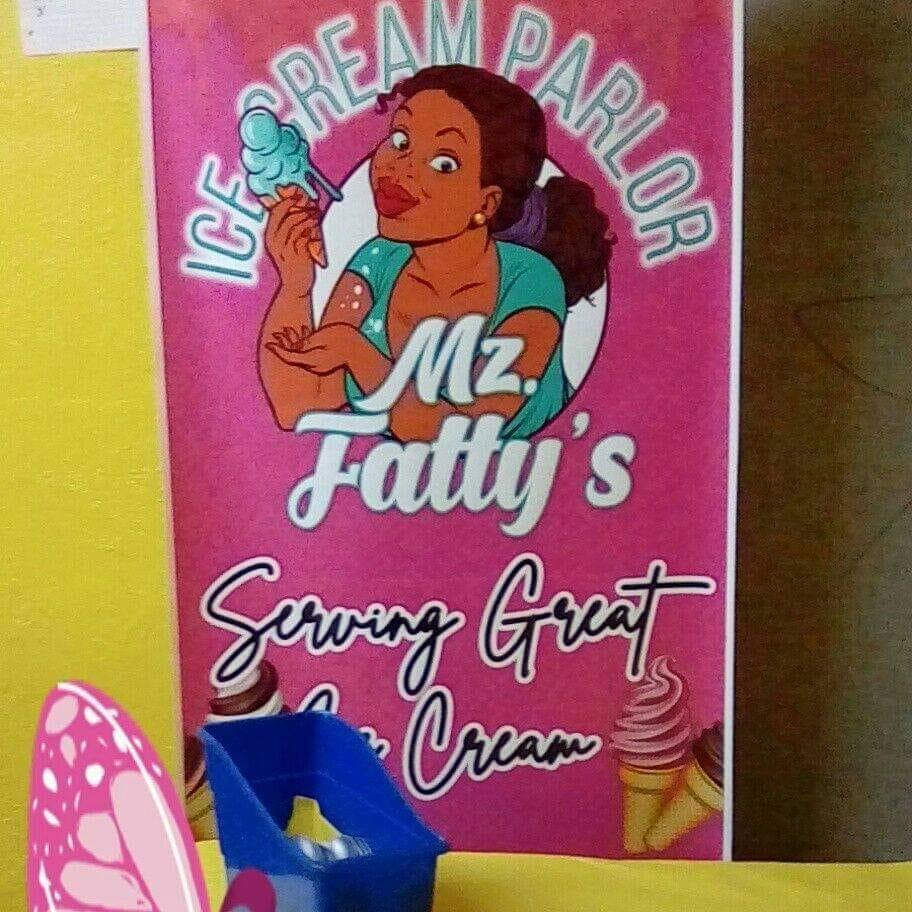 ICE CREAM PARLOR
Mz.
Fatty's
Serving Great
Cream